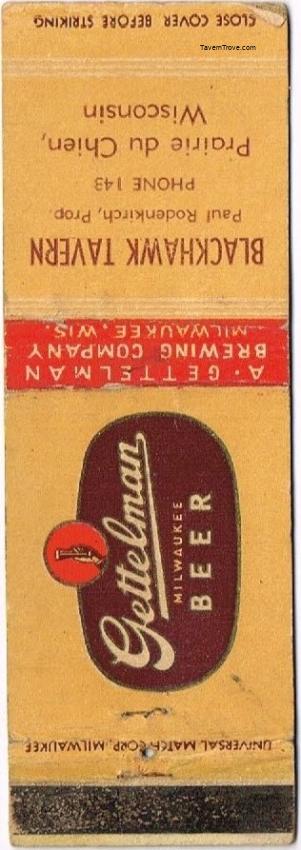 CLOSE COVER BEFORE STRIKING
TavernTrove.com
BLACKHAWK TAVERN
Paul Rodenkirch, Prop.
PHONE 143
Prairie du Chien,
Wisconsin
A • GETTELMAN
BREWING COMPANY
MILWAUKEE, WIS.
Gettelman
MILWAUKEE
BEER
UNIVERSAL MATCH CORP. MILWAUKEE